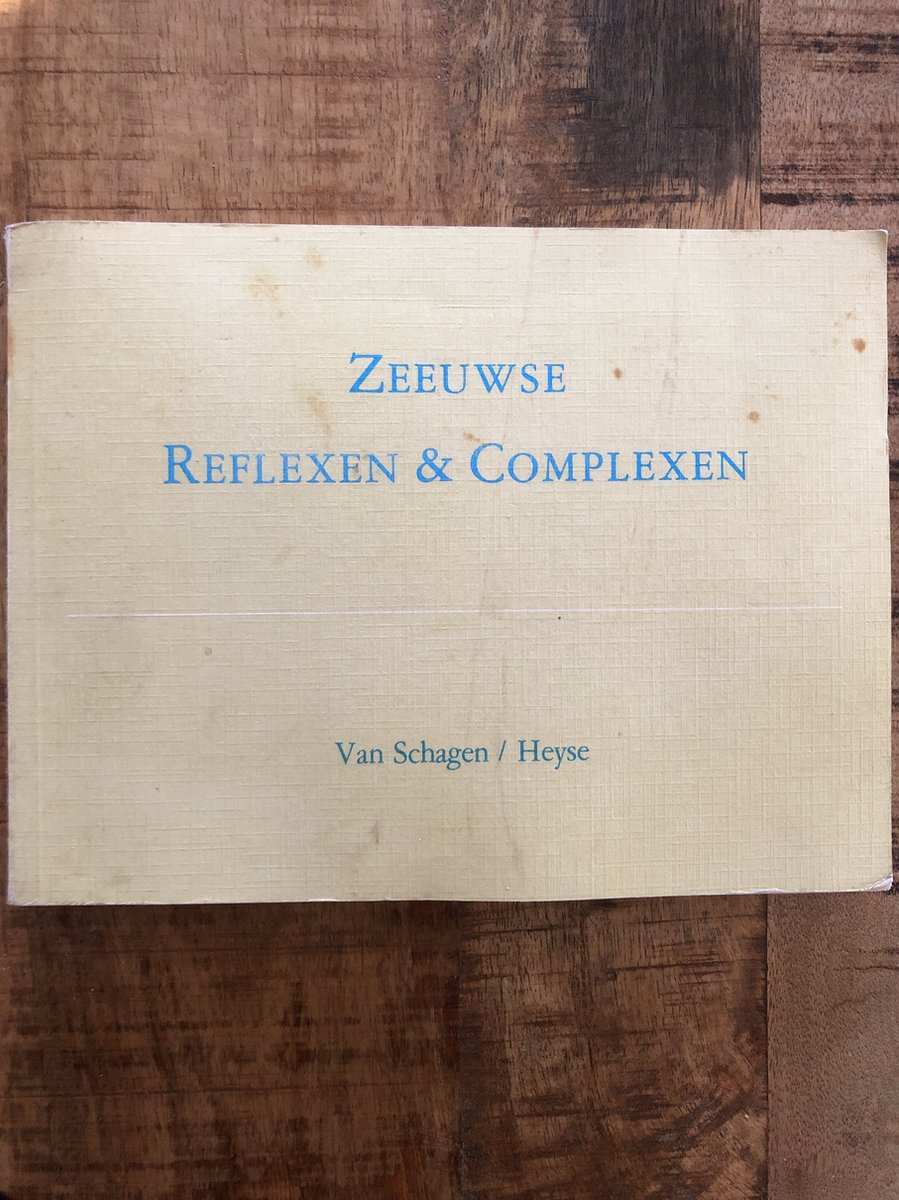 ZEEUWSE
REFLEXEN & COMPLEXEN
Van Schagen / Heyse